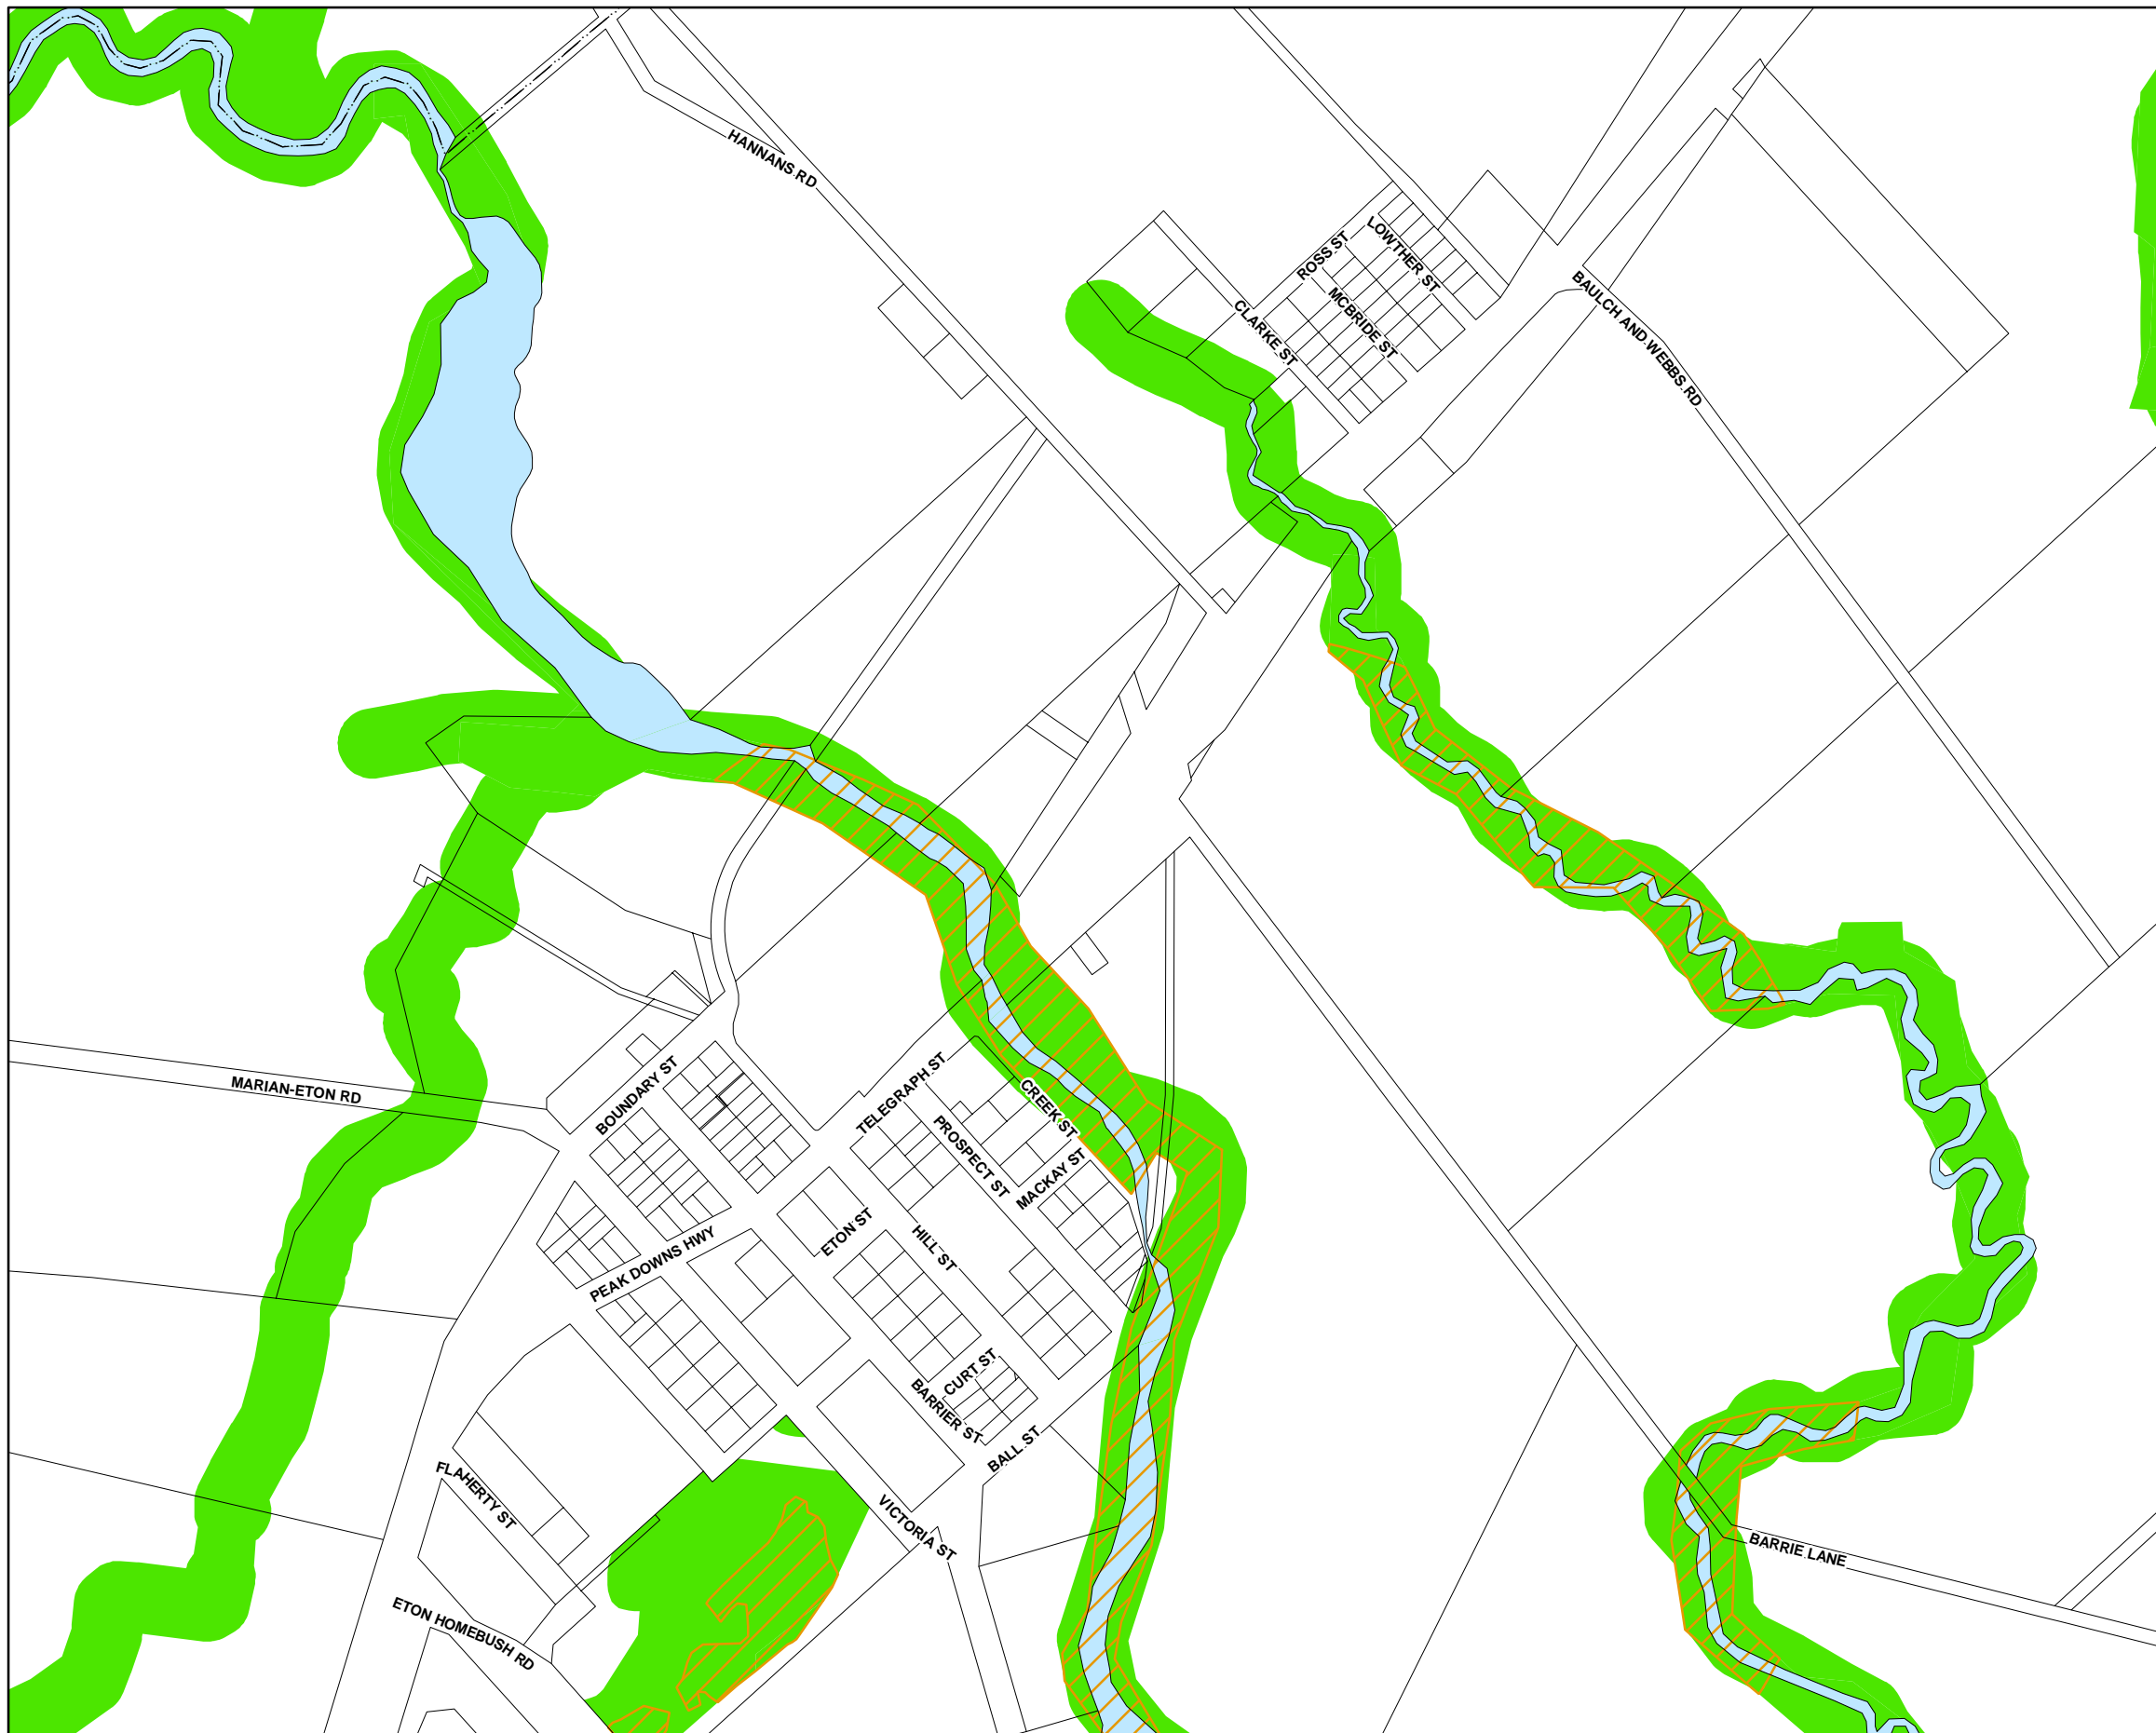 HANNANS RD
ROSS ST
LOWTHER ST
MCBRIDE ST
CLARKE ST
BAULCH AND WEBBS RD
MARIAN-ETON RD
BOUNDARY ST
TELEGRAPH ST
CREEK ST
PROSPECT ST
MACKAY ST
ETON ST
HILL ST
PEAK DOWNS HWY
CURT ST
BARRIER ST
BALL ST
FLAHERTY ST
VICTORIA ST
BARRIE LANE
ETON HOMEBUSH RD